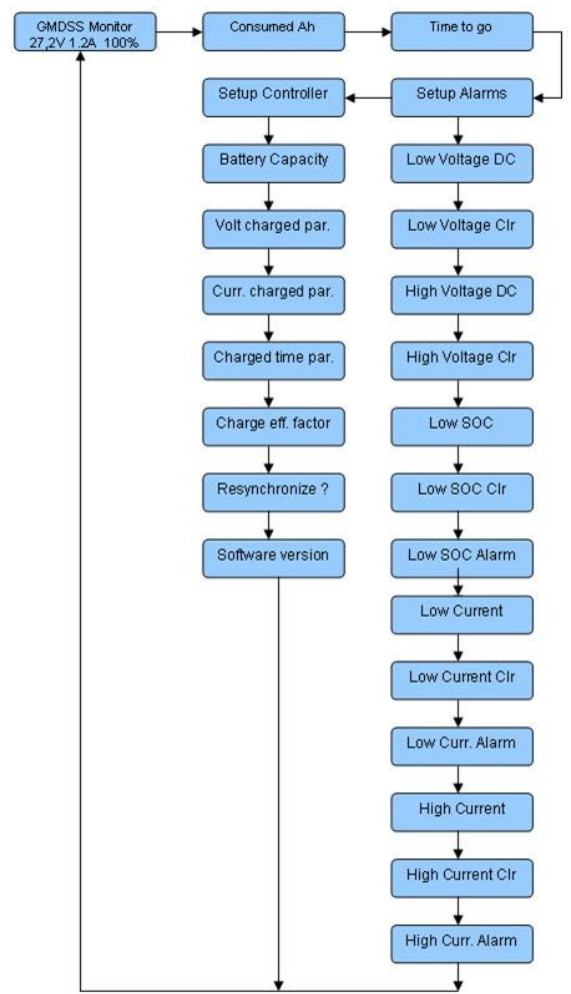 GMDSS Monitor
27,2V 1.2A 100%
Consumed Ah
Time to go
Setup Controller
Setup Alarms
Battery Capacity
Low Voltage DC
Volt charged par.
Low Voltage Clr
Curr. charged par.
High Voltage DC
Charged time par.
High Voltage Clr
Charge eff. factor
Low SOC
Resynchronize ?
Low SOC Clr
Software version
Low SOC Alarm
Low Current
Low Current Clr
Low Curr. Alarm
High Current
High Current Clr
High Curr. Alarm